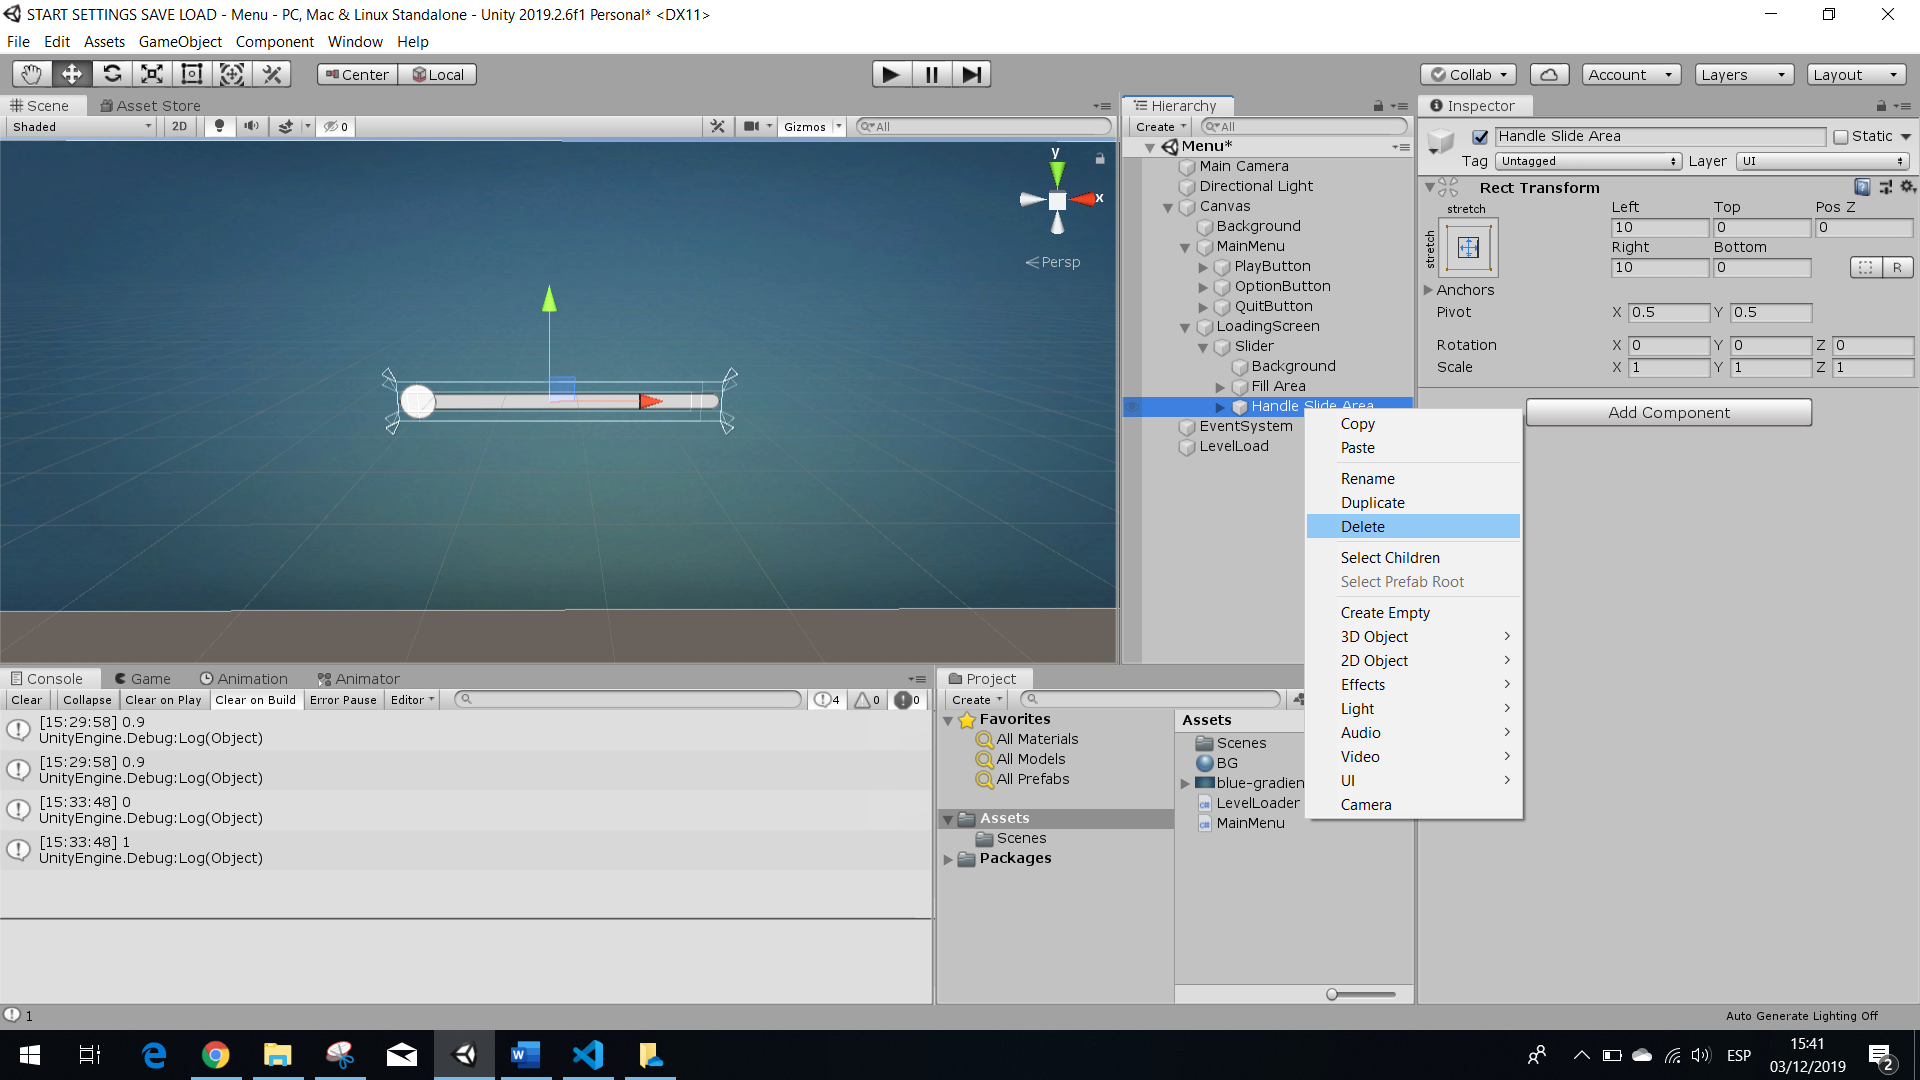 START SETTINGS SAVE LOAD - Menu - PC, Mac & Linux Standalone - Unity 2019.2.6f1 Personal* <DX11>
File Edit Assets GameObject Component Window Help
Center Local Collab Account Layers Layout
Scene Asset Store
Shaded 2D 0 Gizmos All
y
x
Persp
Hierarchy
Create All
Menu*
Main Camera
Directional Light
Canvas
Background
MainMenu
PlayButton
OptionButton
QuitButton
LoadingScreen
Slider
Background
Fill Area
Handle Slide Area
EventSystem
LevelLoad
Copy
Paste
Rename
Duplicate
Delete
Select Children
Select Prefab Root
Create Empty
3D Object
2D Object
Effects
Light
Audio
Video
UI
Camera
Inspector
Handle Slide Area Static
Tag Untagged Layer UI
Rect Transform
stretch Left Top Pos Z
stretch 10 0 0
Right Bottom
10 0 R
Anchors
Pivot X 0.5 Y 0.5
Rotation X 0 Y 0 Z 0
Scale X 1 Y 1 Z 1
Add Component
Console Game Animation Animator
Clear Collapse Clear on Play Clear on Build Error Pause Editor 4 0 0
[15:29:58] 0.9
UnityEngine.Debug:Log(Object)
[15:29:58] 0.9
UnityEngine.Debug:Log(Object)
[15:33:48] 0
UnityEngine.Debug:Log(Object)
[15:33:48] 1
UnityEngine.Debug:Log(Object)
Project
Create
Favorites
All Materials
All Models
All Prefabs
Assets
Scenes
Packages
Assets
Scenes
BG
blue-gradien
LevelLoader
MainMenu
1
Auto Generate Lighting Off
ESP
15:41
03/12/2019
2